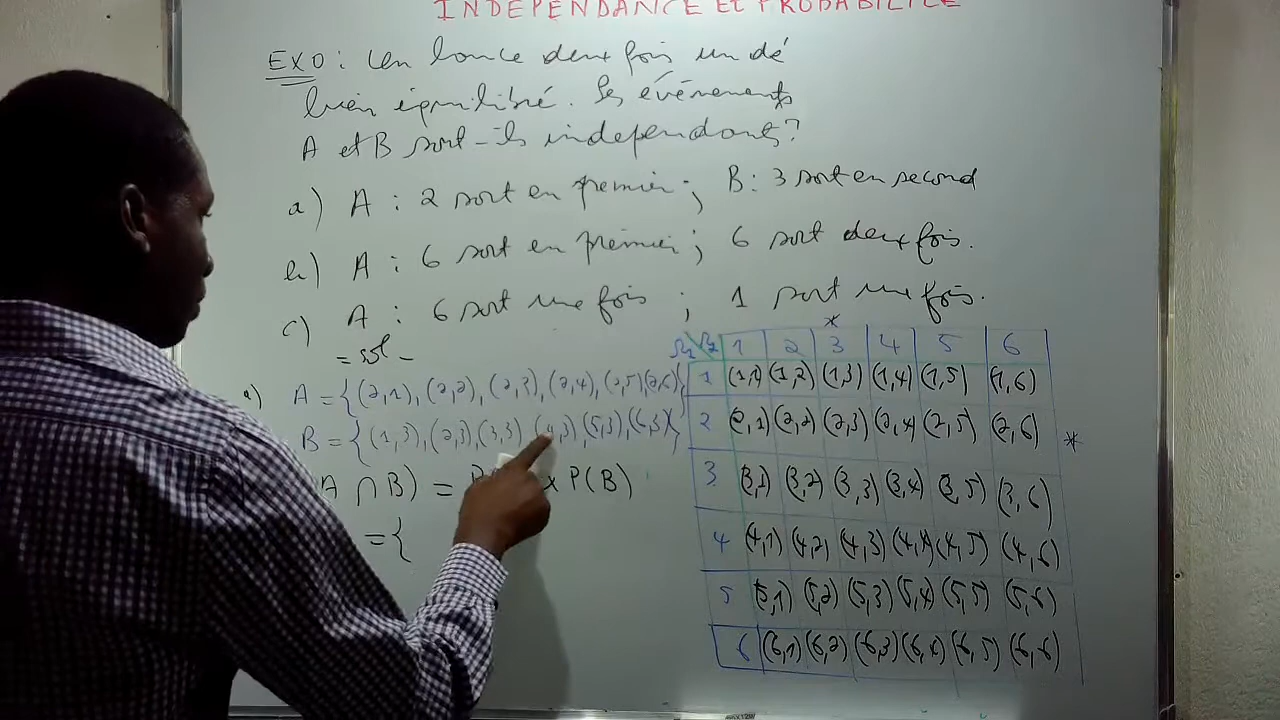 INDEPENDANCE Et PROBABILITE
EXO : On lance deux fois un dé
bien équilibré. Les événements
A et B sont-ils independants?
a) A : 2 sort en premier ; B : 3 sort en second
b) A : 6 sort en premier ; 6 sort deux fois.
c) A : 6 sort une fois ; 1 sort une fois.
= sol -
a) A = {(2,1), (2,2), (2,3), (2,4), (2,5)(2,6)}
B = {(1,3), (2,3), (3,3), (4,3), (5,3), (6,3)}
A ∩ B) = P x P(B)
= {
*
1 2 3 4 5 6
1 (1,1) (1,2) (1,3) (1,4) (1,5) (1,6)
2 (2,1) (2,2) (2,3) (2,4) (2,5) (2,6) *
3 (3,1) (3,2) (3,3) (3,4) (3,5) (3,6)
4 (4,1) (4,2) (4,3) (4,4) (4,5) (4,6)
5 (5,1) (5,2) (5,3) (5,4) (5,5) (5,6)
6 (6,1) (6,2) (6,3) (6,4) (6,5) (6,6)